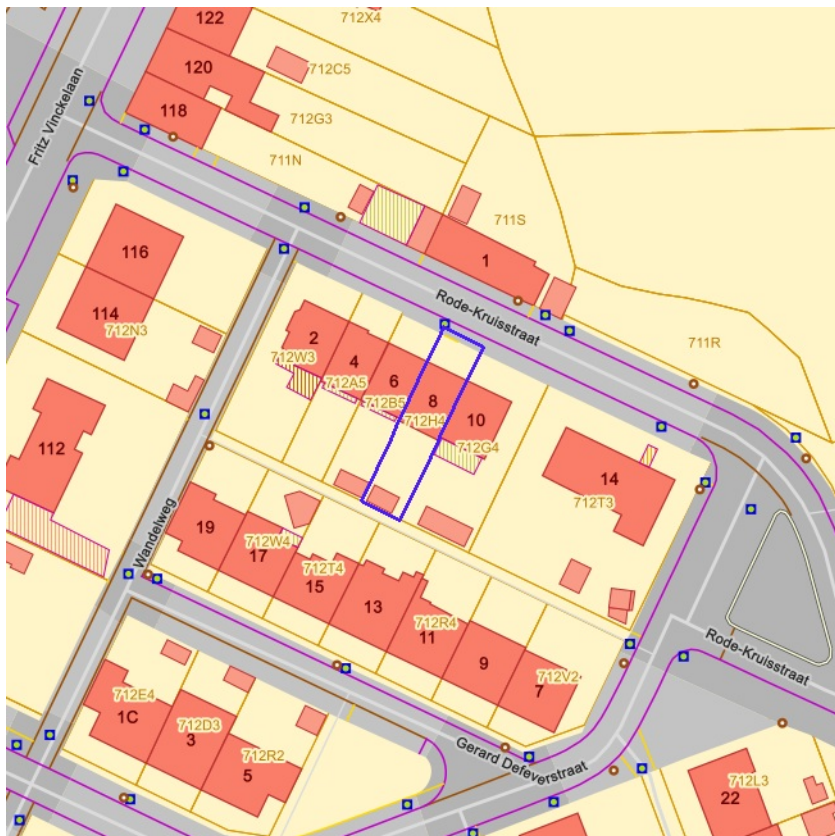 122
712X4
120
712C5
118
712G3
Fritz Vinckelaan
711N
711S
116
1
Rode-Kruisstraat
114
712N3
2
712W3
4
712A5
6
712B5
8
712H4
10
712G4
711R
112
14
712T3
Wandelweg
19
17
712W4
15
712T4
13
11
712R4
9
7
712V2
Rode-Kruisstraat
1C
712E4
3
712D3
5
712R2
Gerard Defeverstraat
22
712L3